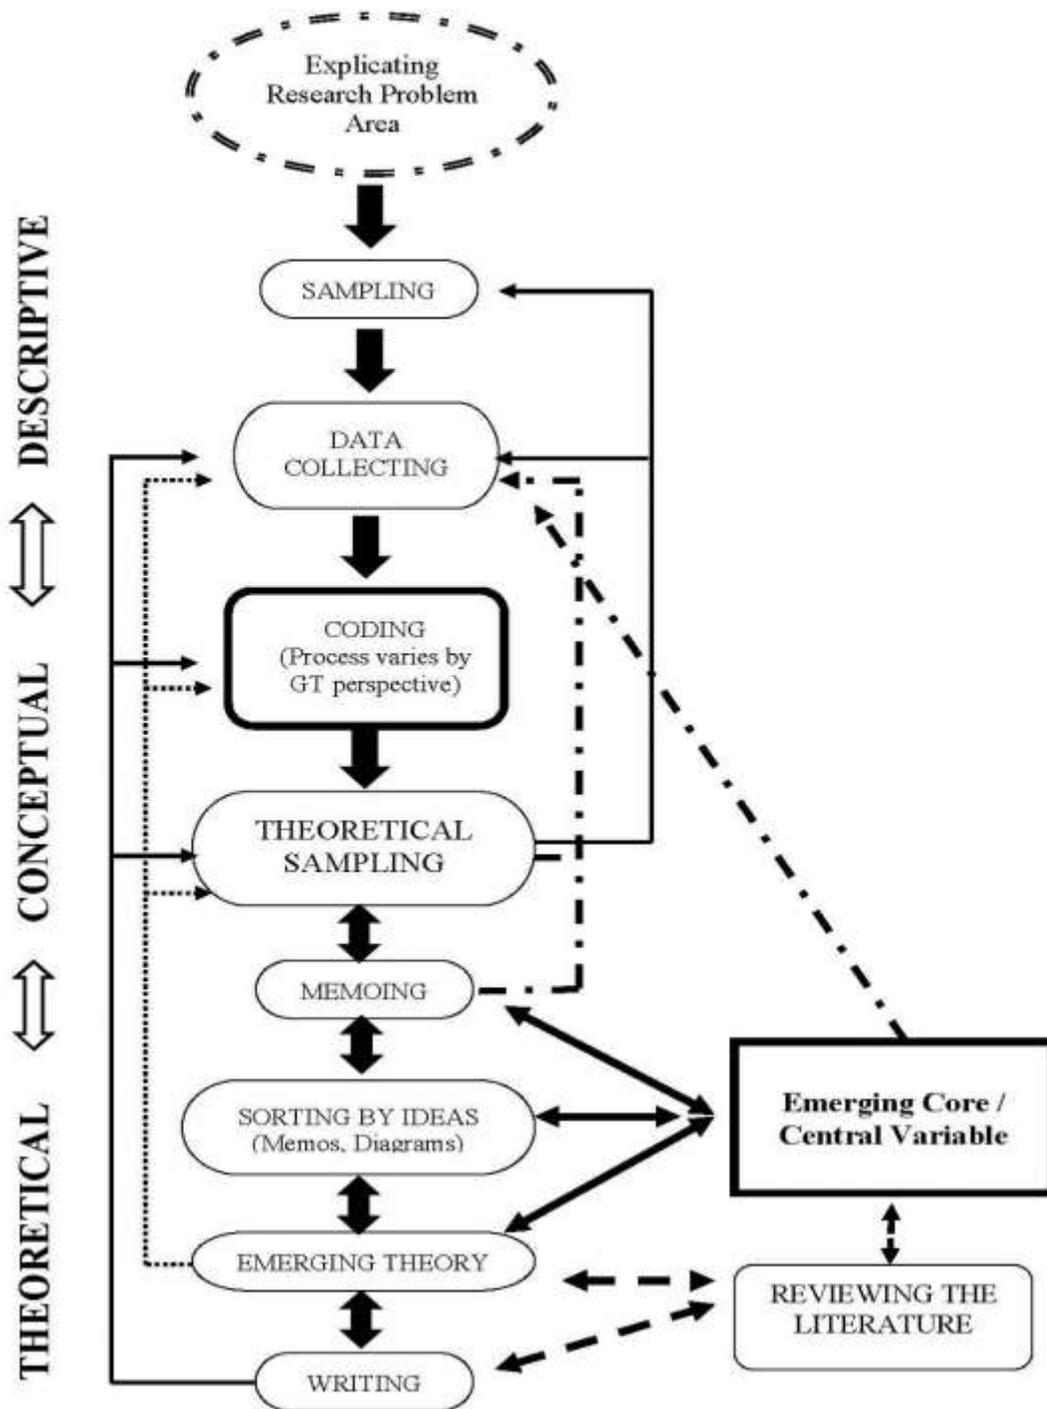 Explicating
Research Problem
Area
SAMPLING
DATA
COLLECTING
CODING
(Process varies by
GT perspective)
THEORETICAL
SAMPLING
MEMOING
SORTING BY IDEAS
(Memos, Diagrams)
EMERGING THEORY
WRITING
Emerging Core /
Central Variable
REVIEWING THE
LITERATURE
DESCRIPTIVE
CONCEPTUAL
THEORETICAL